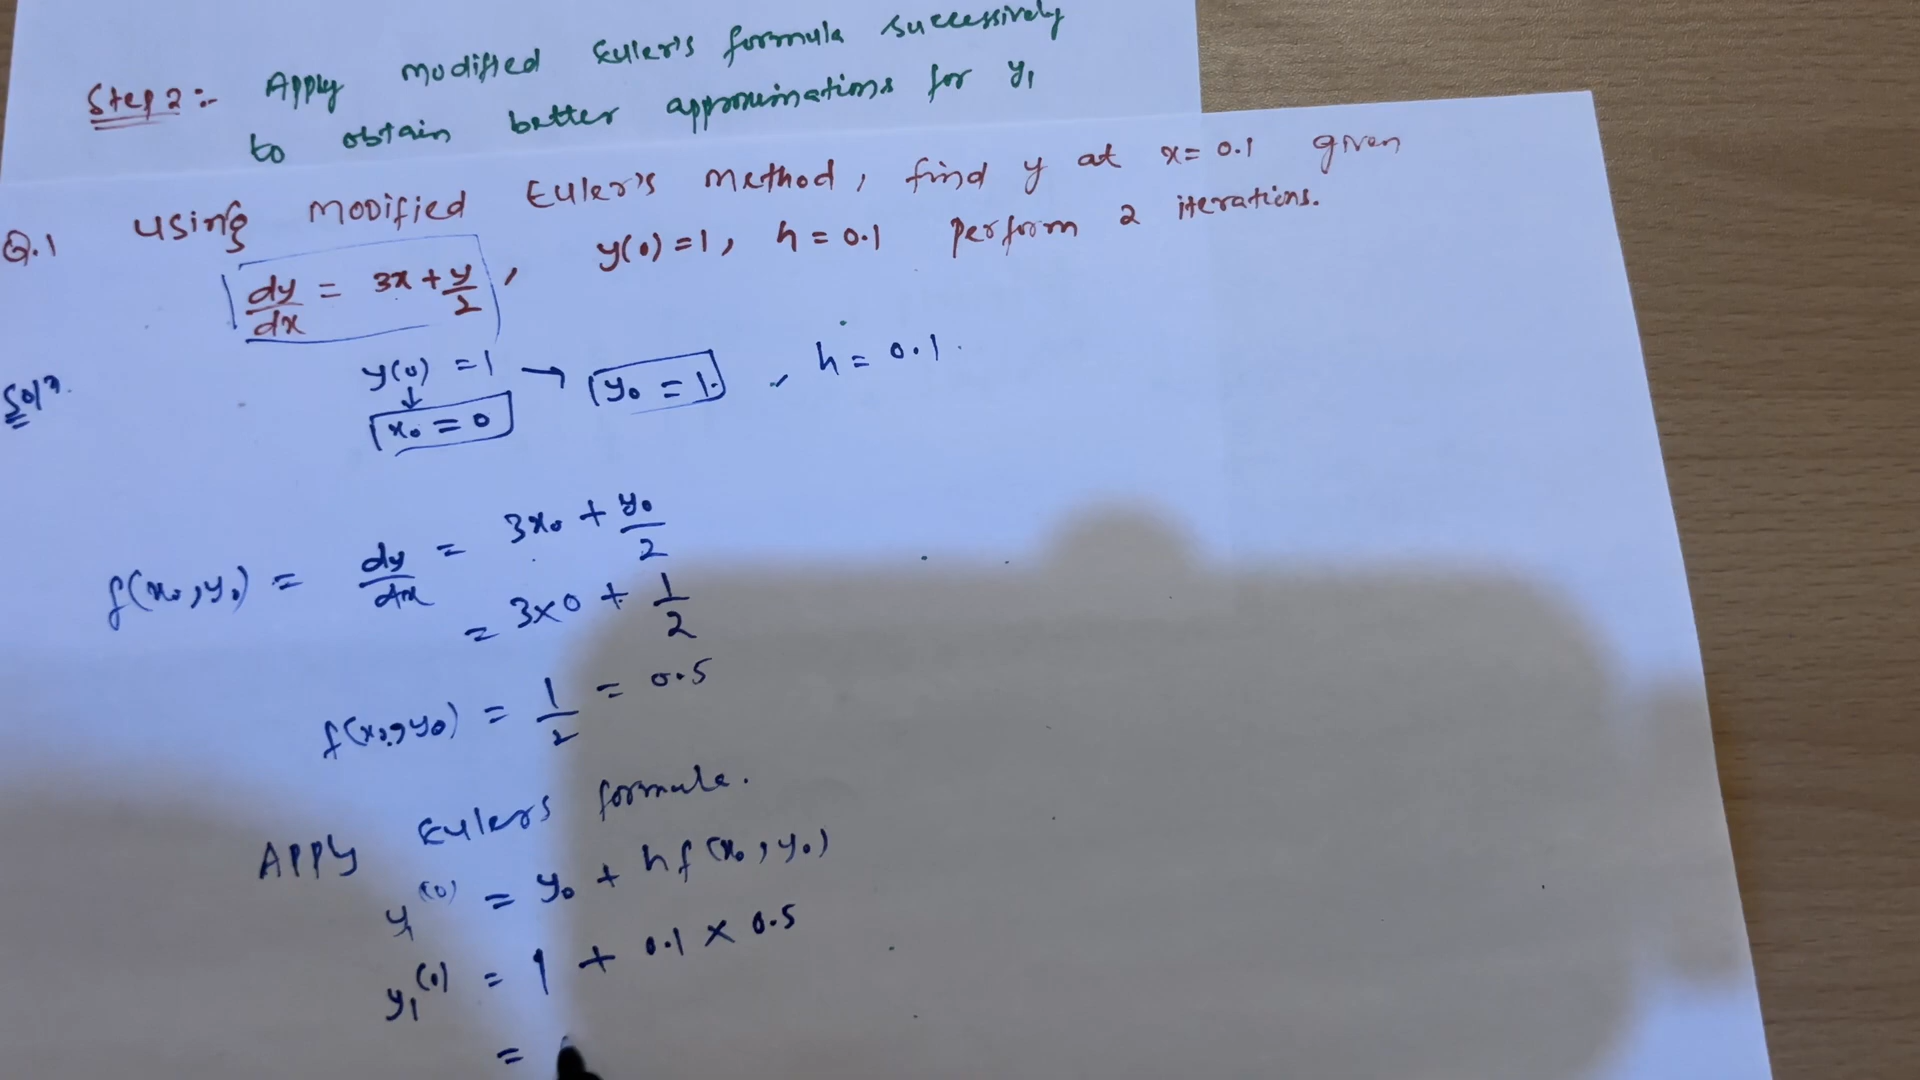 Step 2:- Apply modified Euler's formula successively
to obtain better approximations for y₁
Q.1 Using Modified Euler's Method, find y at x = 0.1 given
dy/dx = 3x + y/2, y(0) = 1, h = 0.1 perform 2 iterations.
Solⁿ. y(0) = 1 → y₀ = 1. , h = 0.1.
↓
x₀ = 0
f(x₀, y₀) = dy/dx = 3x₀ + y₀/2
= 3×0 + 1/2
f(x₀, y₀) = 1/2 = 0.5
Apply Eulers formula.
y₁⁽⁰⁾ = y₀ + hf(x₀, y₀)
y₁⁽⁰⁾ = 1 + 0.1 × 0.5
=